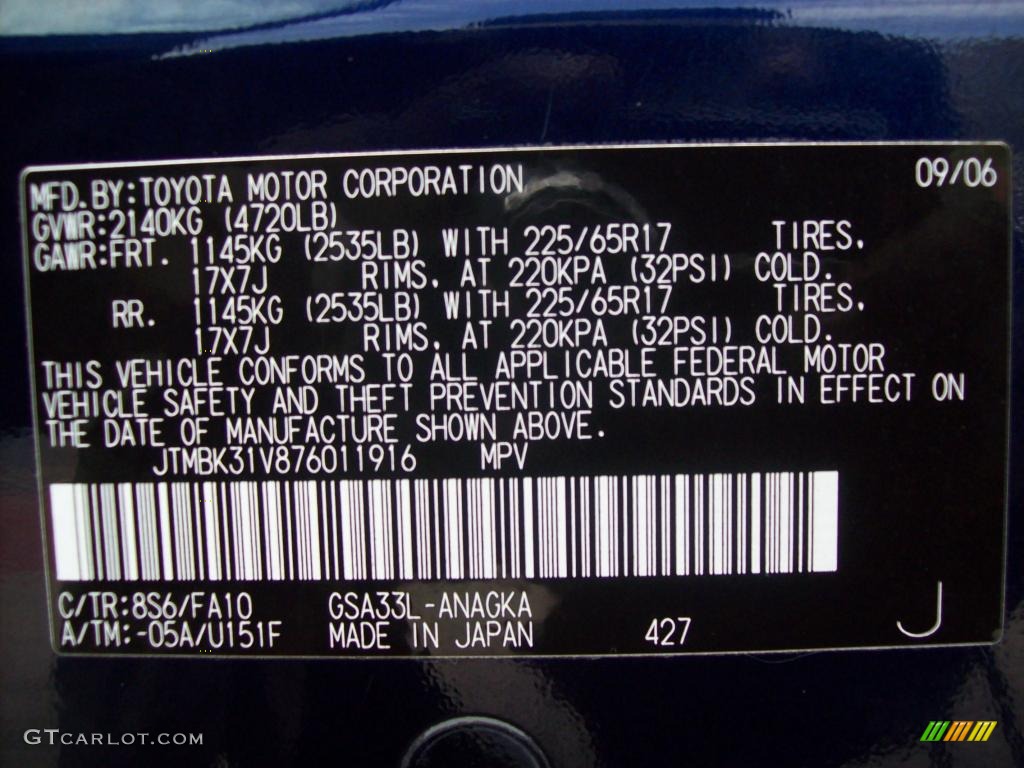 09/06
MFD.BY:TOYOTA MOTOR CORPORATION
GVWR:2140KG (4720LB)
GAWR:FRT. 1145KG (2535LB) WITH 225/65R17 TIRES.
17X7J RIMS. AT 220KPA (32PSI) COLD.
RR. 1145KG (2535LB) WITH 225/65R17 TIRES.
17X7J RIMS. AT 220KPA (32PSI) COLD.
THIS VEHICLE CONFORMS TO ALL APPLICABLE FEDERAL MOTOR
VEHICLE SAFETY AND THEFT PREVENTION STANDARDS IN EFFECT ON
THE DATE OF MANUFACTURE SHOWN ABOVE.
JTMBK31V876011916 MPV
C/TR:8S6/FA10 GSA33L-ANAGKA
A/TM:-05A/U151F MADE IN JAPAN 427 J
GTCARLOT.COM